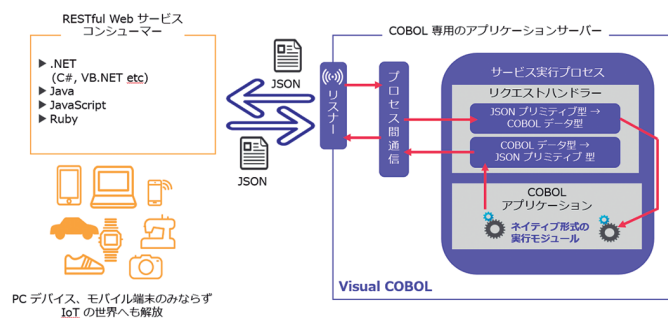 RESTful Web サービス
コンシューマー
▶ .NET
(C#, VB.NET etc)
▶ Java
▶ JavaScript
▶ Ruby
PC デバイス、モバイル端末のみならず
IoT の世界へも解放
JSON
JSON
COBOL 専用のアプリケーションサーバー
リスナー
プロセス間通信
サービス実行プロセス
リクエストハンドラー
JSON プリミティブ型 →
COBOL データ型
COBOL データ型 →
JSON プリミティブ 型
COBOL
アプリケーション
ネイティブ形式の
実行モジュール
Visual COBOL